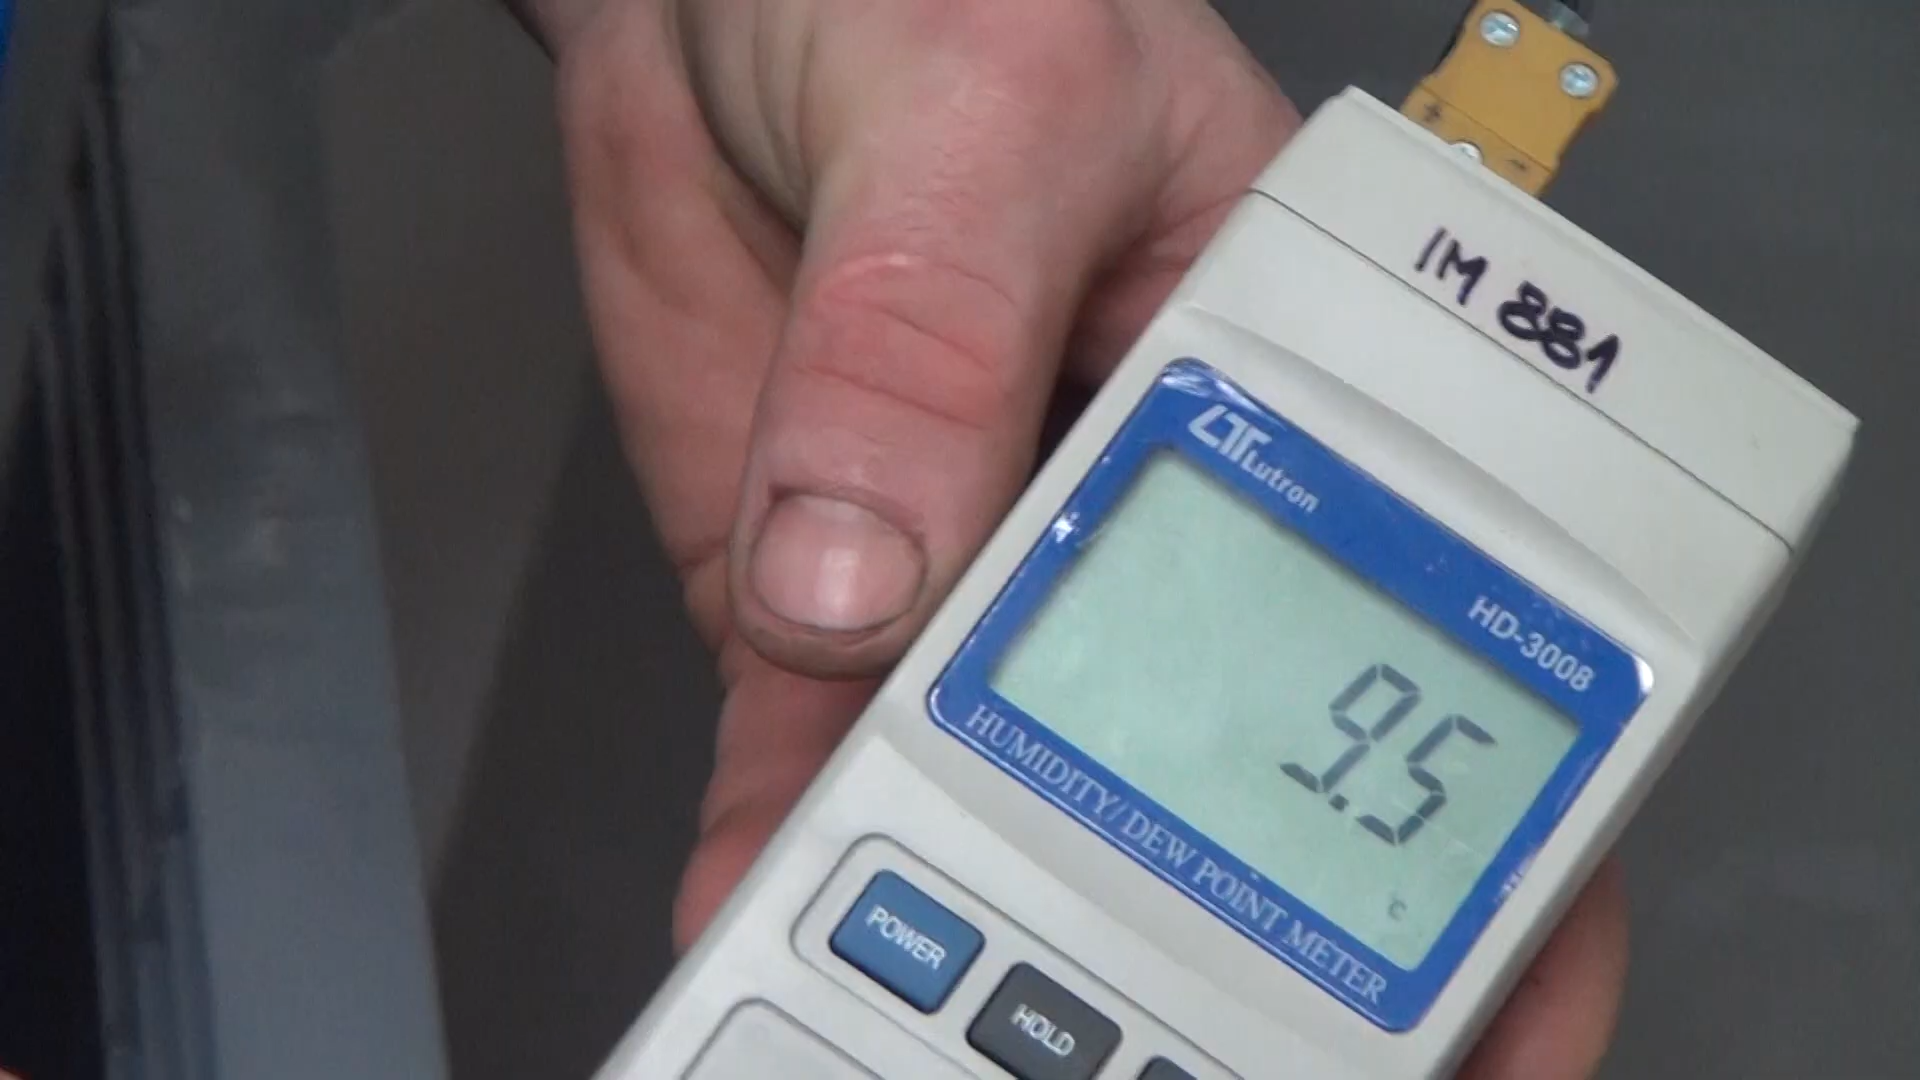 IM 881
Lutron
HD-3008
9.5
°C
HUMIDITY/DEW POINT METER
POWER
HOLD